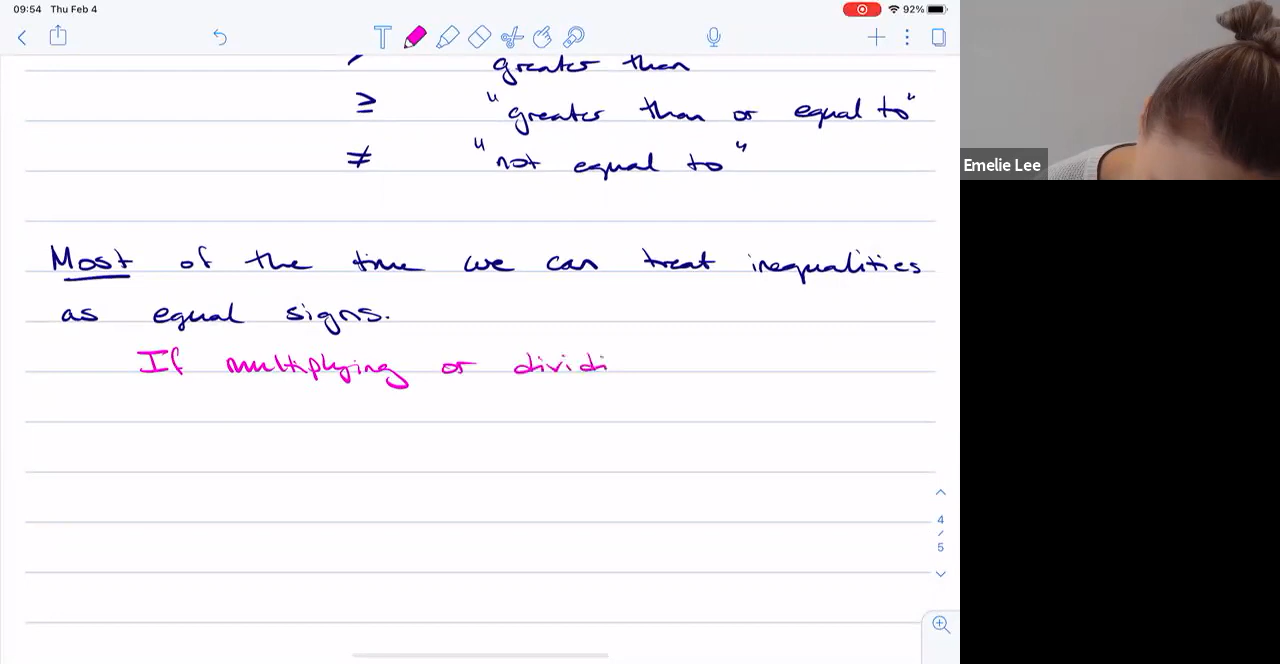 09:54 Thu Feb 4
92%
greater than
≥ "greater than or equal to"
≠ "not equal to"
Most of the time we can treat inequalities
as equal signs.
If multiplying or dividi
4
/
5
Emelie Lee